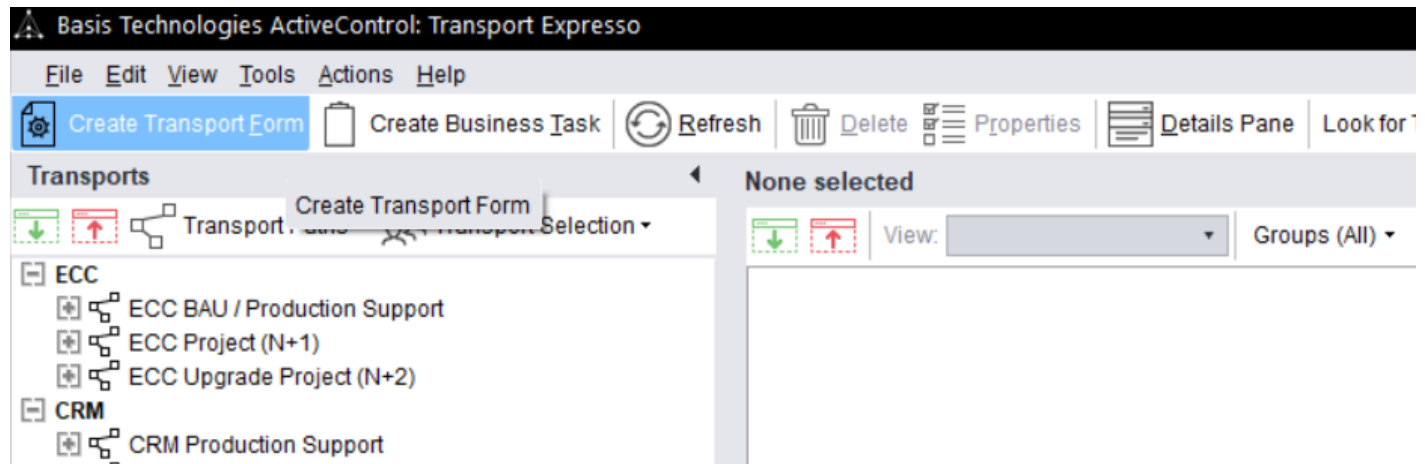 Basis Technologies ActiveControl: Transport Expresso
File Edit View Tools Actions Help
Create Transport Form Create Business Task Refresh Delete Properties Details Pane Look for
Transports
None selected
Create Transport Form
Transport Selection
View: Groups (All)
ECC
ECC BAU / Production Support
ECC Project (N+1)
ECC Upgrade Project (N+2)
CRM
CRM Production Support